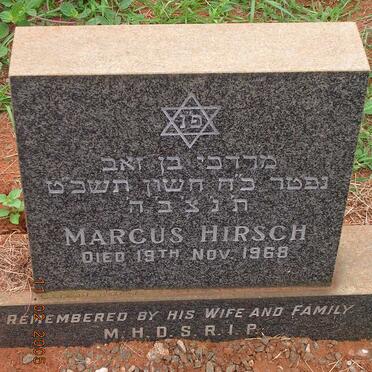 פ״נ
מרדכי בן זאב
נפטר כ״ח חשון תשכ״ט
ת נ צ ב ה
MARCUS HIRSCH
DIED 19TH NOV. 1968
REMEMBERED BY HIS WIFE AND FAMILY
M.H.D.S.R.I.P.